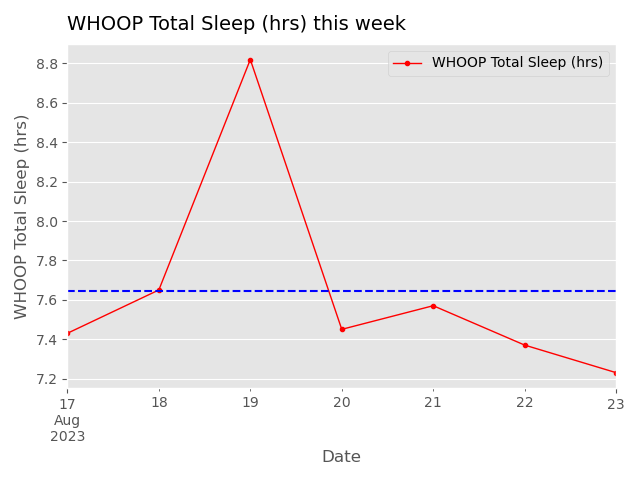 WHOOP Total Sleep (hrs) this week
WHOOP Total Sleep (hrs)
WHOOP Total Sleep (hrs)
8.8
8.6
8.4
8.2
8.0
7.8
7.6
7.4
7.2
17 18 19 20 21 22 23
Aug
2023
Date